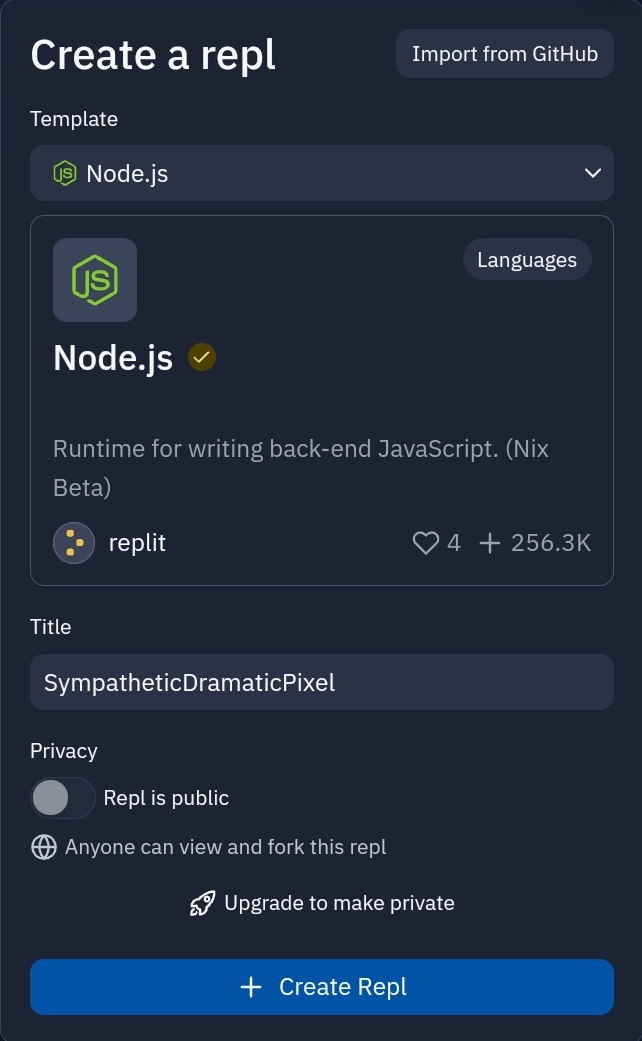 Create a repl
Import from GitHub
Template
JS Node.js
JS
Languages
Node.js
Runtime for writing back-end JavaScript. (Nix
Beta)
replit
4
256.3K
Title
SympatheticDramaticPixel
Privacy
Repl is public
Anyone can view and fork this repl
Upgrade to make private
+ Create Repl